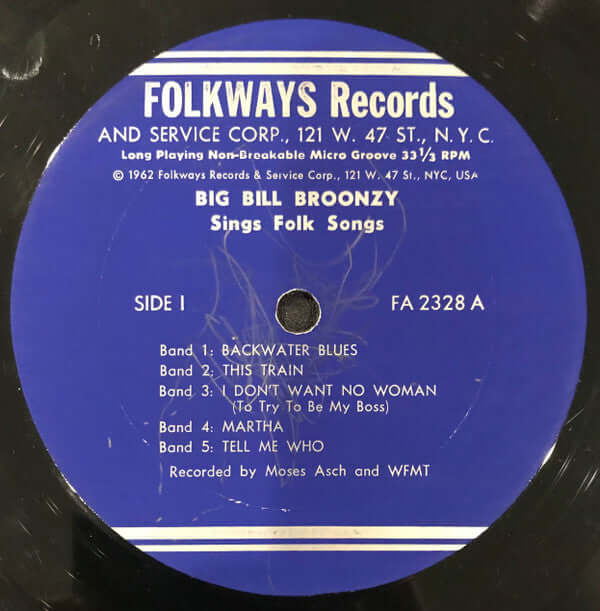 FOLKWAYS Records
AND SERVICE CORP., 121 W. 47 ST., N.Y.C.
Long Playing Non-Breakable Micro Groove 33 1/3 RPM
© 1962 Folkways Records & Service Corp., 121 W. 47 St., NYC, USA
BIG BILL BROONZY
Sings Folk Songs
SIDE I
FA 2328 A
Band 1: BACKWATER BLUES
Band 2: THIS TRAIN
Band 3: I DON'T WANT NO WOMAN
(To Try To Be My Boss)
Band 4: MARTHA
Band 5: TELL ME WHO
Recorded by Moses Asch and WFMT